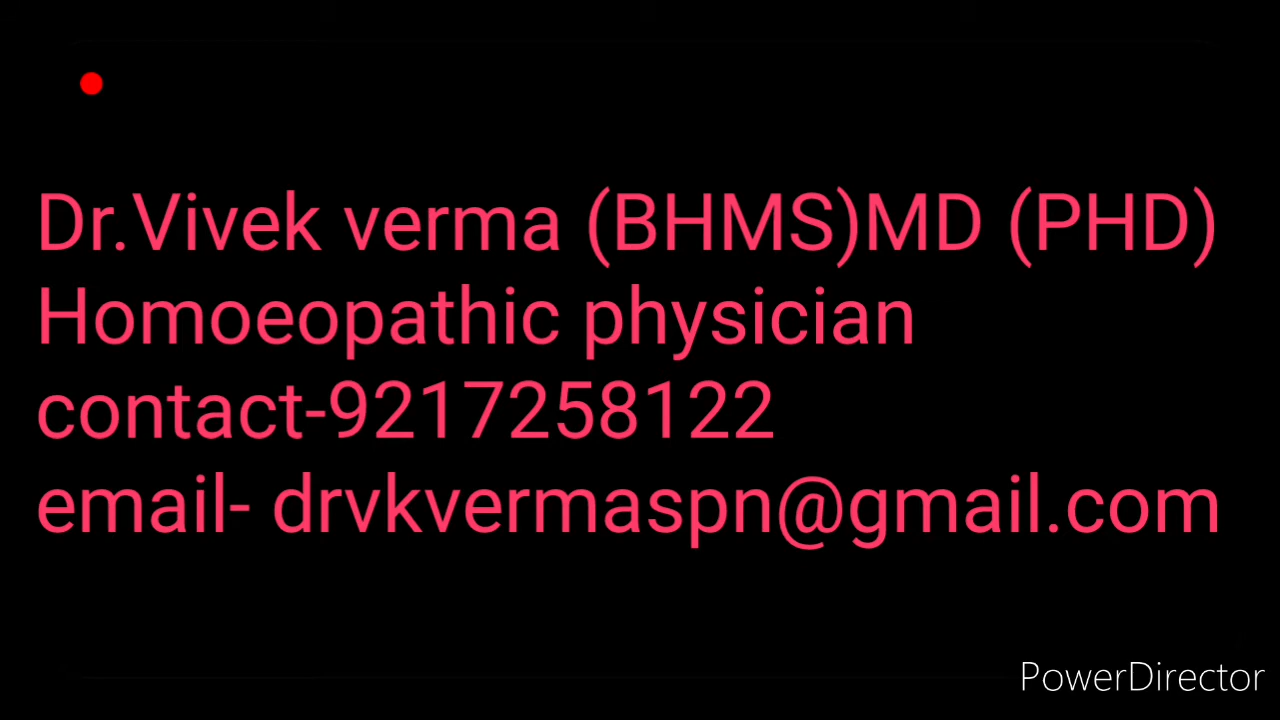 Dr.Vivek verma (BHMS)MD (PHD)
Homoeopathic physician
contact-9217258122
email- drvkvermaspn@gmail.com
PowerDirector